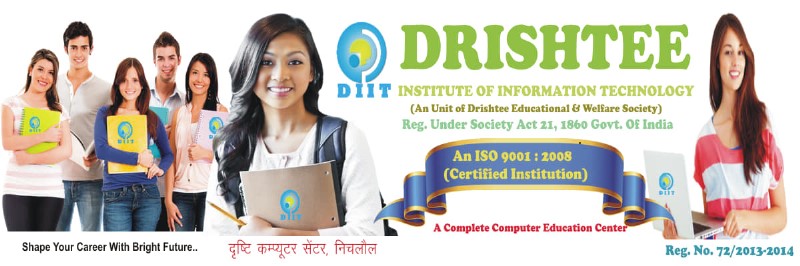 DIIT
DRISHTEE
INSTITUTE OF INFORMATION TECHNOLOGY
(An Unit of Drishtee Educational & Welfare Society)
Reg. Under Society Act 21, 1860 Govt. Of India
An ISO 9001 : 2008
(Certified Institution)
DIIT
A Complete Computer Education Center
Shape Your Career With Bright Future..
दृष्टि कम्प्यूटर सेंटर, निचलौल
Reg. No. 72/2013-2014